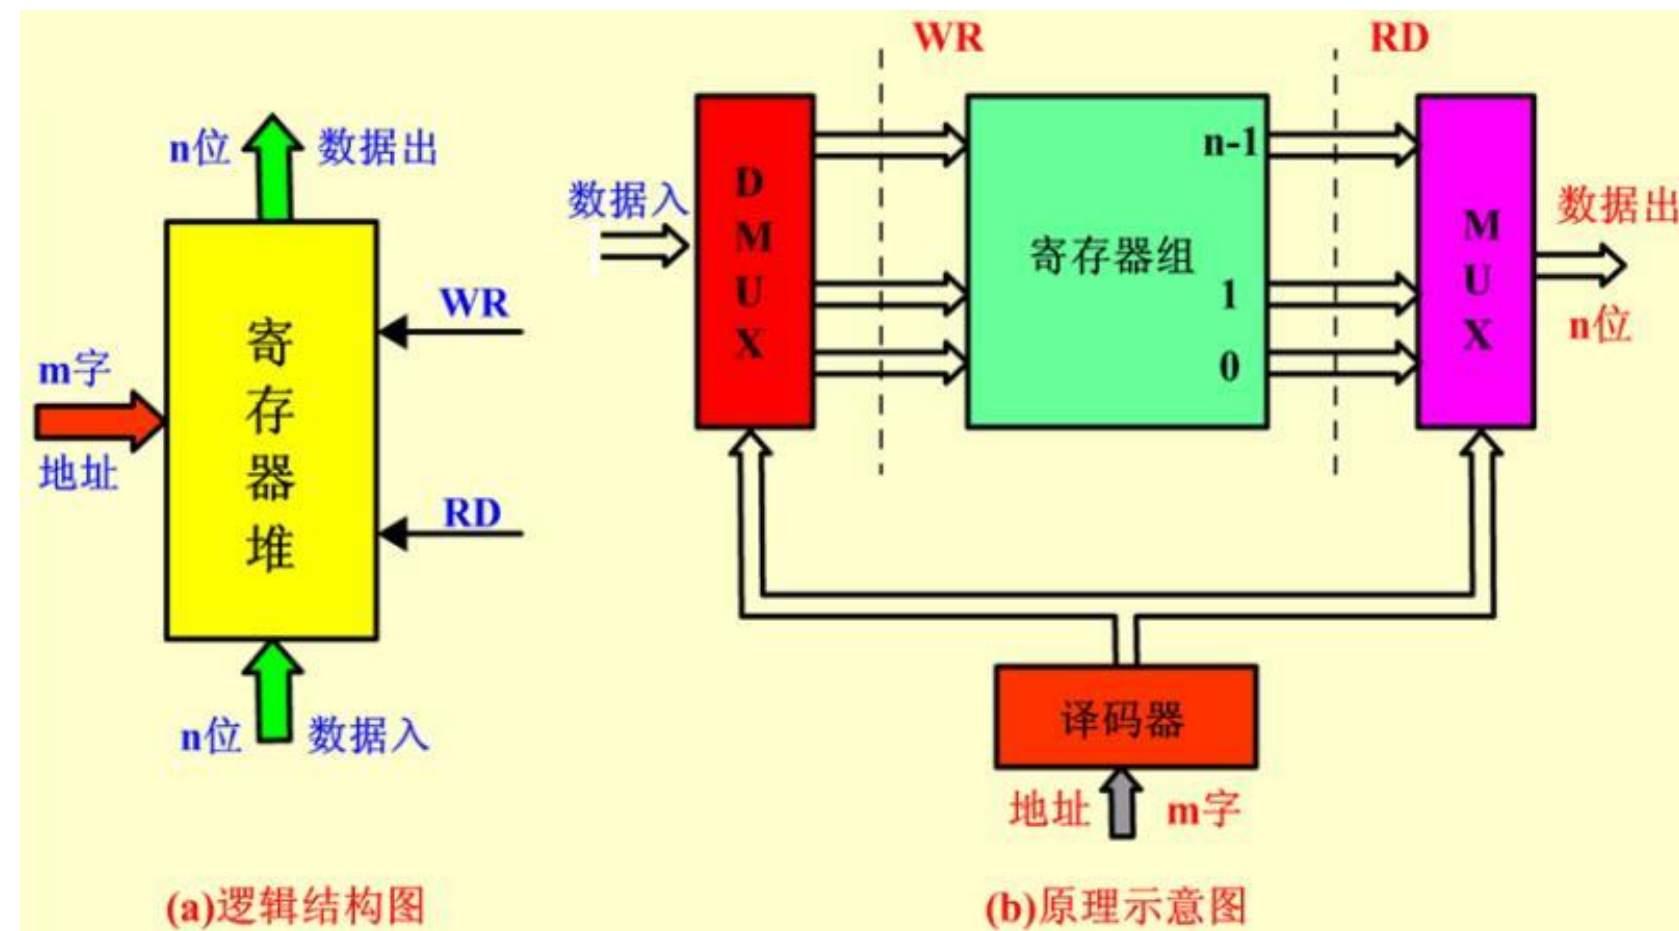 n位 数据出
寄存器堆
WR
m字
地址
RD
n位 数据入
(a)逻辑结构图
WR
RD
数据入
DMUX
n-1
寄存器组
1
0
MUX
数据出
n位
译码器
地址 m字
(b)原理示意图